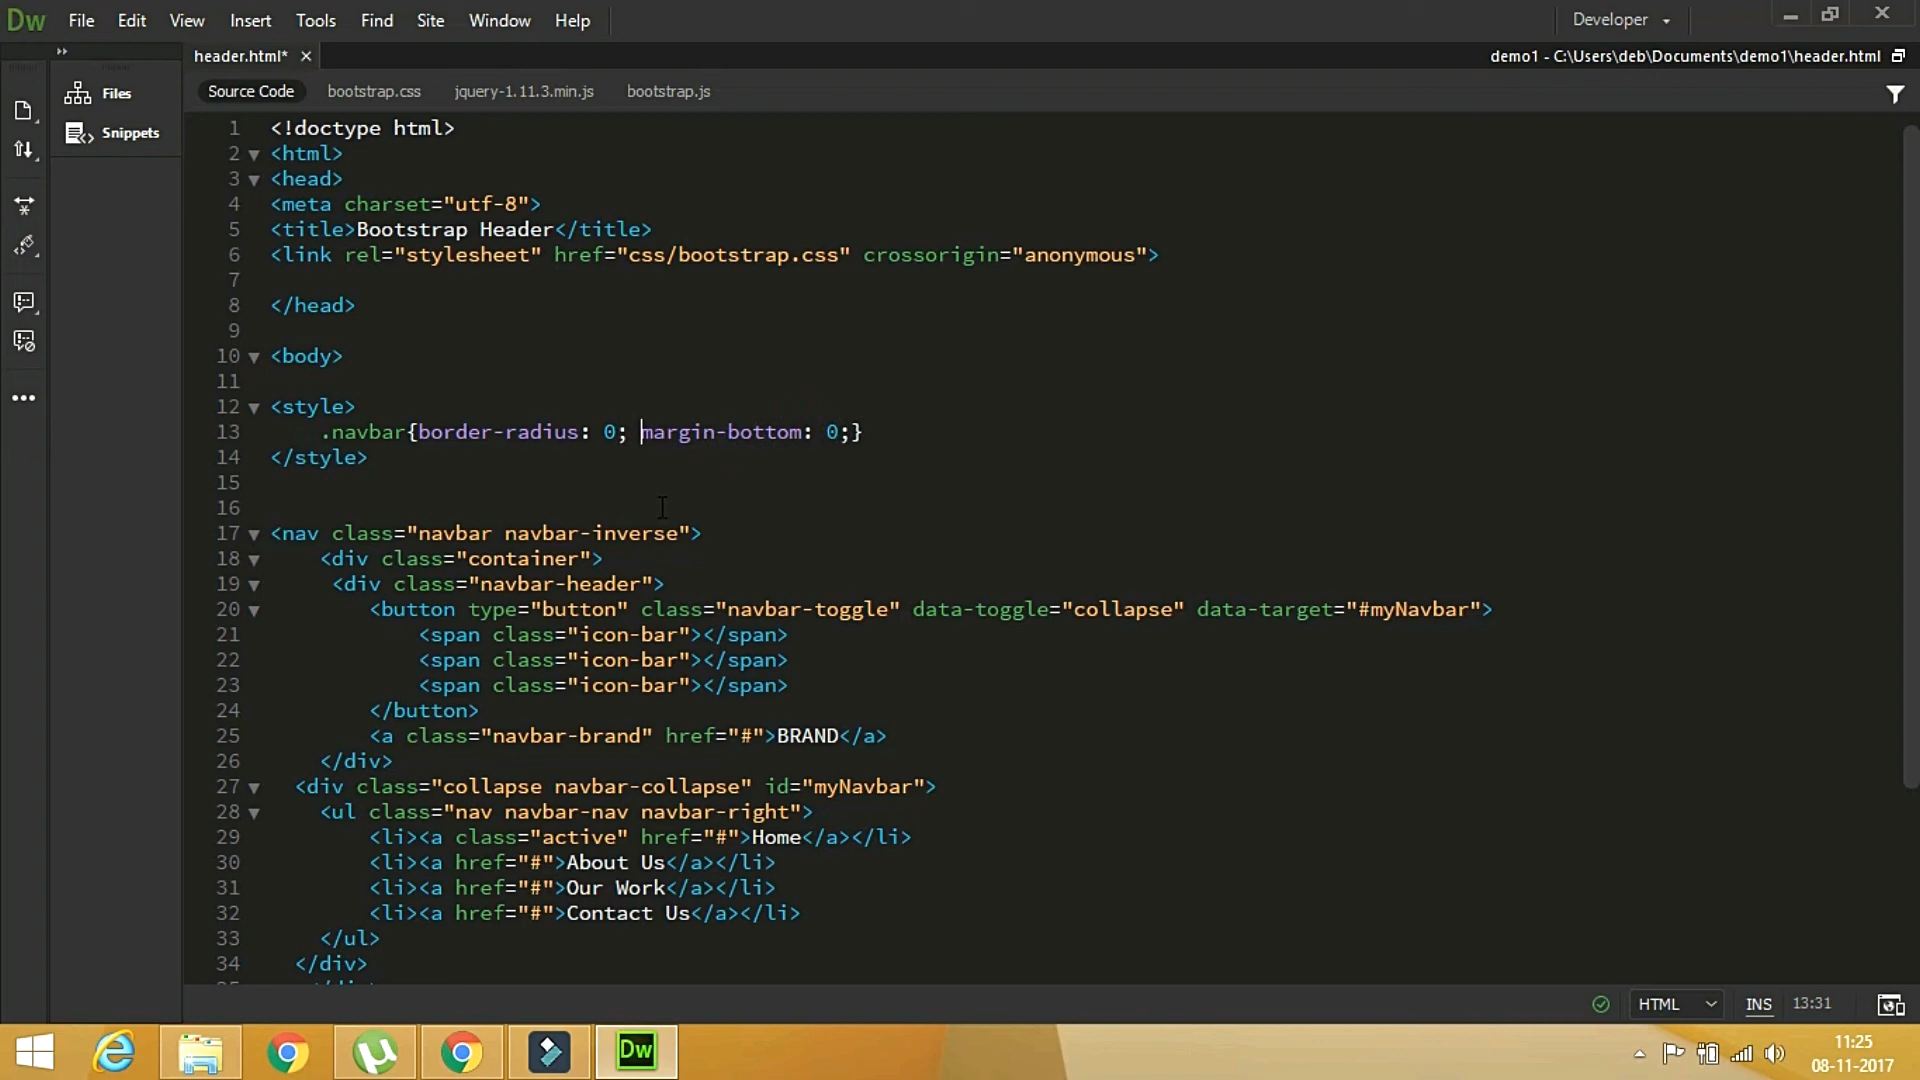 Dw File Edit View Insert Tools Find Site Window Help Developer
header.html* demo1 - C:\Users\deb\Documents\demo1\header.html
Source Code bootstrap.css jquery-1.11.3.min.js bootstrap.js
Files
Snippets
1 <!doctype html>
2 <html>
3 <head>
4 <meta charset="utf-8">
5 <title>Bootstrap Header</title>
6 <link rel="stylesheet" href="css/bootstrap.css" crossorigin="anonymous">
7
8 </head>
9
10 <body>
11
12 <style>
13 .navbar{border-radius: 0; margin-bottom: 0;}
14 </style>
15
16
17 <nav class="navbar navbar-inverse">
18 <div class="container">
19 <div class="navbar-header">
20 <button type="button" class="navbar-toggle" data-toggle="collapse" data-target="#myNavbar">
21 <span class="icon-bar"></span>
22 <span class="icon-bar"></span>
23 <span class="icon-bar"></span>
24 </button>
25 <a class="navbar-brand" href="#">BRAND</a>
26 </div>
27 <div class="collapse navbar-collapse" id="myNavbar">
28 <ul class="nav navbar-nav navbar-right">
29 <li><a class="active" href="#">Home</a></li>
30 <li><a href="#">About Us</a></li>
31 <li><a href="#">Our Work</a></li>
32 <li><a href="#">Contact Us</a></li>
33 </ul>
34 </div>
HTML INS 13:31
Dw
11:25
08-11-2017